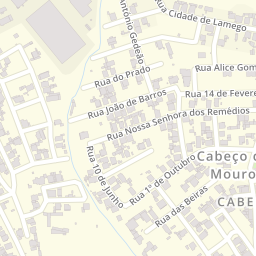 Rua Cidade de Lamego
António Gedeão
Rua Alice Gom
Rua do Prado
Rua 14 de Fevere
Rua João de Barros
Rua Nossa Senhora dos Remédios
Rua 10 de Junho
Rua 1º de Outubro
Cabeço d
Mouro
CABE
Rua das Beiras